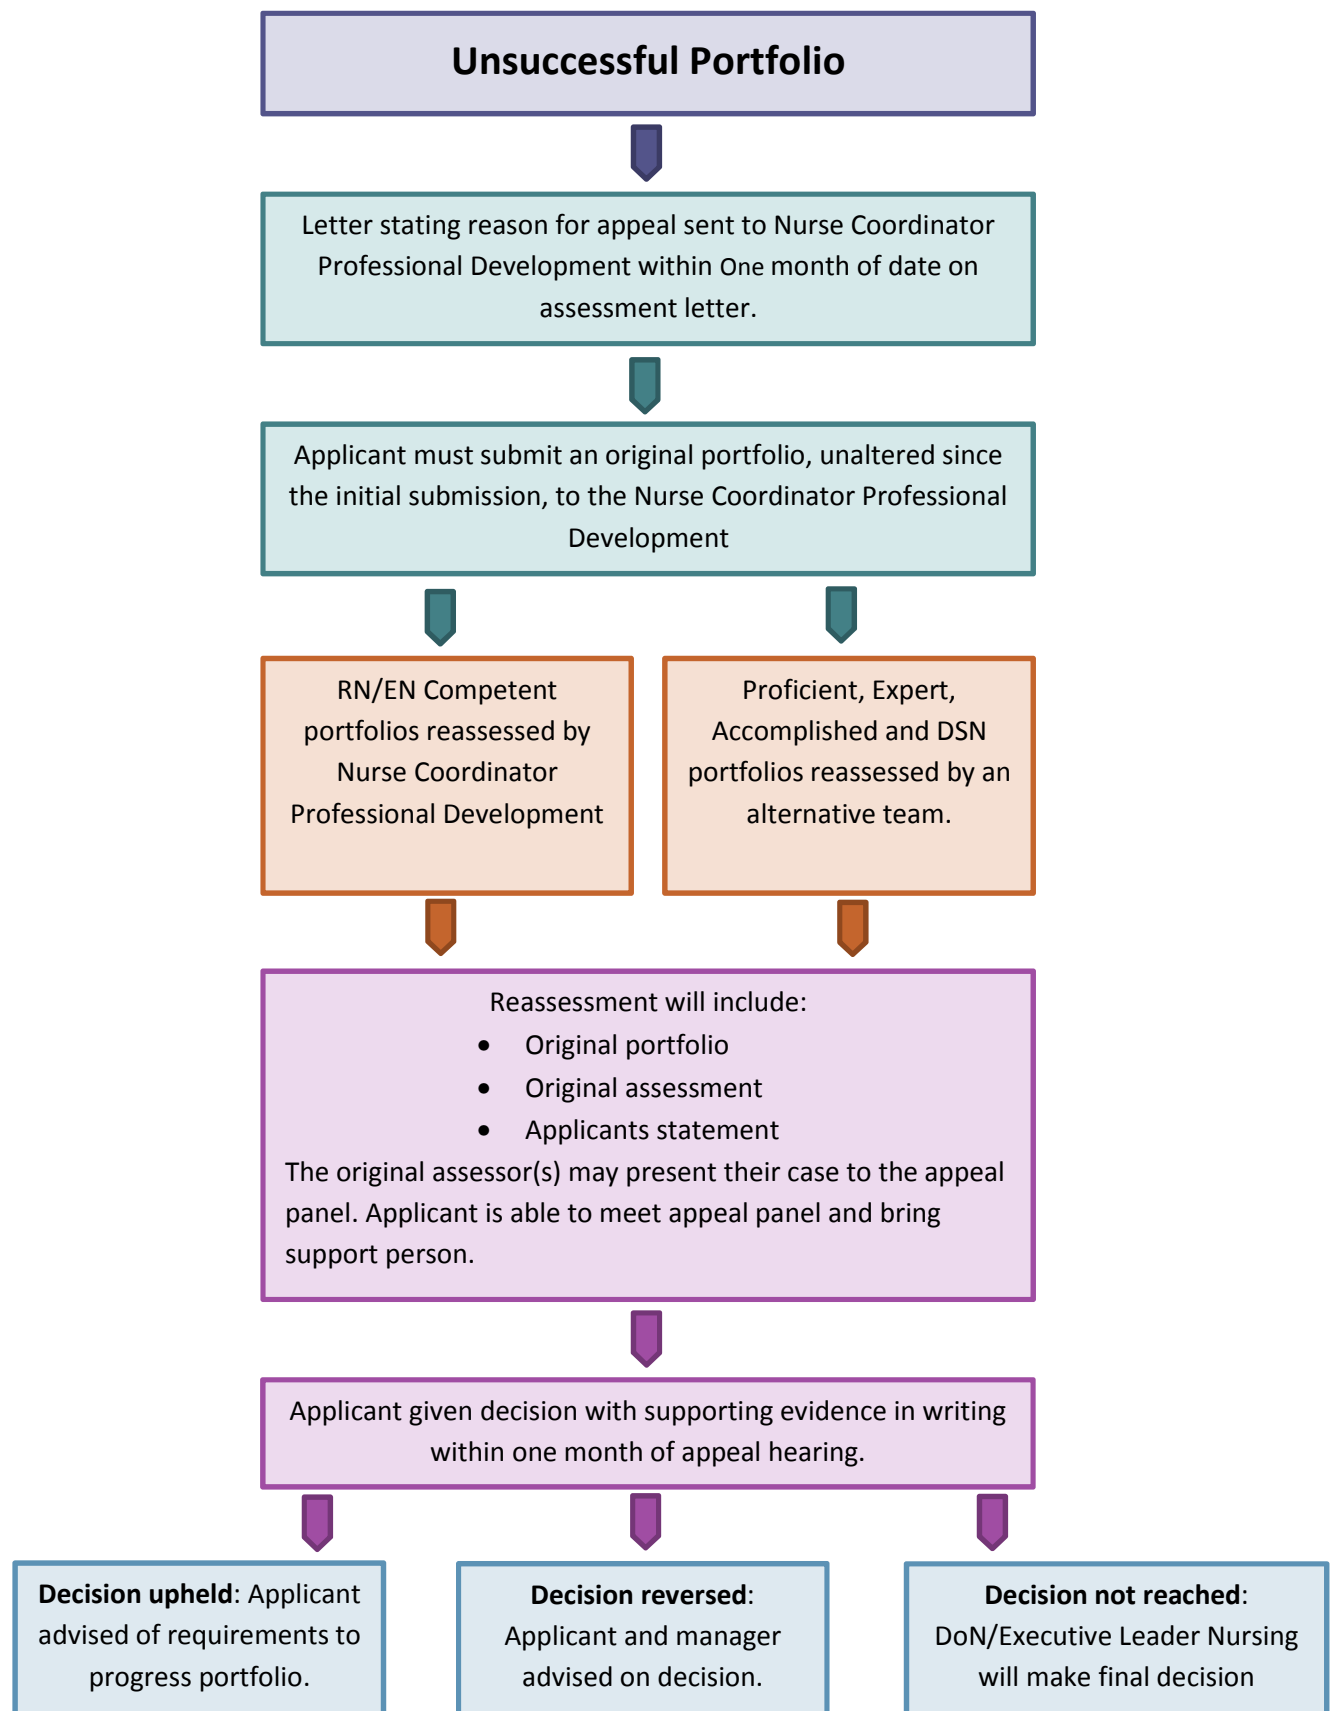 Unsuccessful Portfolio
Letter stating reason for appeal sent to Nurse Coordinator
Professional Development within One month of date on
assessment letter.
Applicant must submit an original portfolio, unaltered since
the initial submission, to the Nurse Coordinator Professional
Development
RN/EN Competent
portfolios reassessed by
Nurse Coordinator
Professional Development
Proficient, Expert,
Accomplished and DSN
portfolios reassessed by an
alternative team.
Reassessment will include:
• Original portfolio
• Original assessment
• Applicants statement
The original assessor(s) may present their case to the appeal
panel. Applicant is able to meet appeal panel and bring
support person.
Applicant given decision with supporting evidence in writing
within one month of appeal hearing.
Decision upheld: Applicant
advised of requirements to
progress portfolio.
Decision reversed:
Applicant and manager
advised on decision.
Decision not reached:
DoN/Executive Leader Nursing
will make final decision